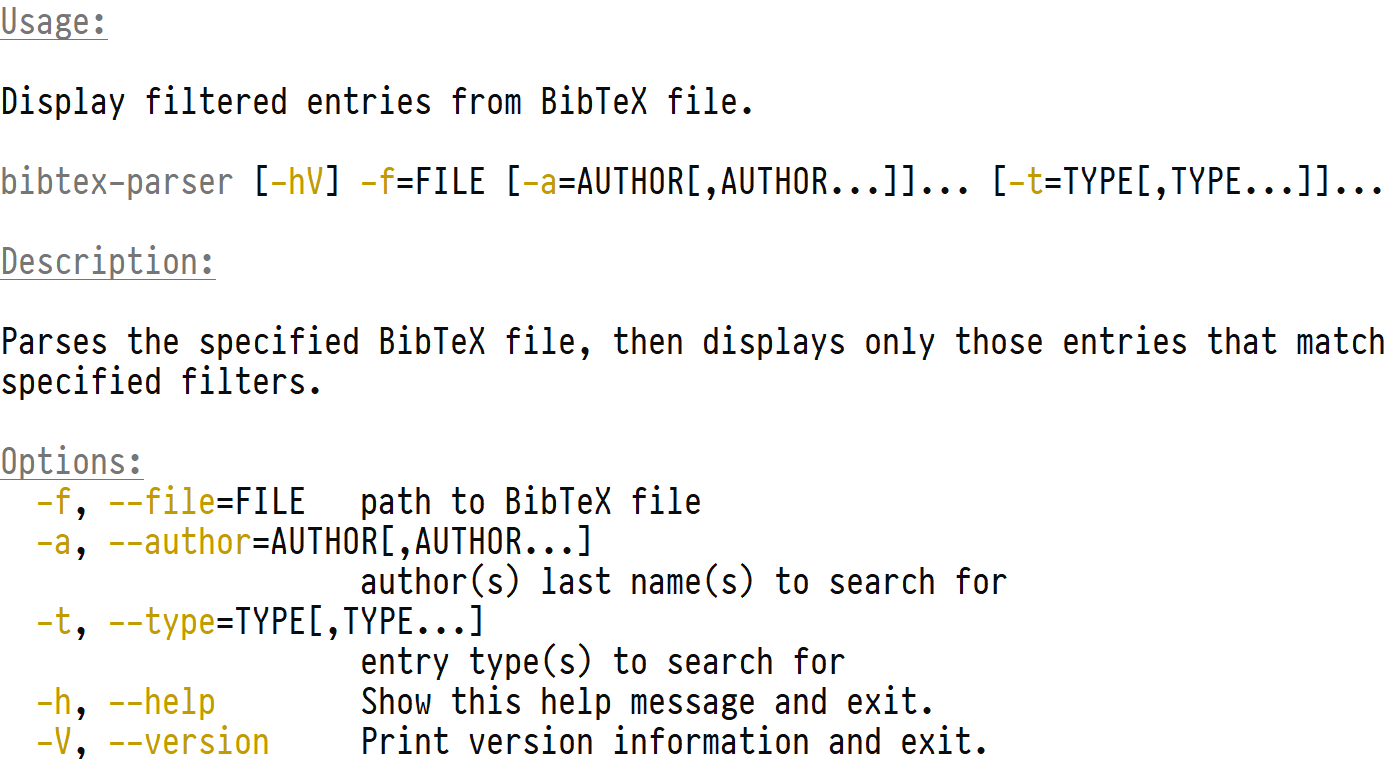 Usage:
Display filtered entries from BibTeX file.
bibtex-parser [-hV] -f=FILE [-a=AUTHOR[,AUTHOR...]]... [-t=TYPE[,TYPE...]]...
Description:
Parses the specified BibTeX file, then displays only those entries that match
specified filters.
Options:
  -f, --file=FILE   path to BibTeX file
  -a, --author=AUTHOR[,AUTHOR...]
                    author(s) last name(s) to search for
  -t, --type=TYPE[,TYPE...]
                    entry type(s) to search for
  -h, --help        Show this help message and exit.
  -V, --version     Print version information and exit.